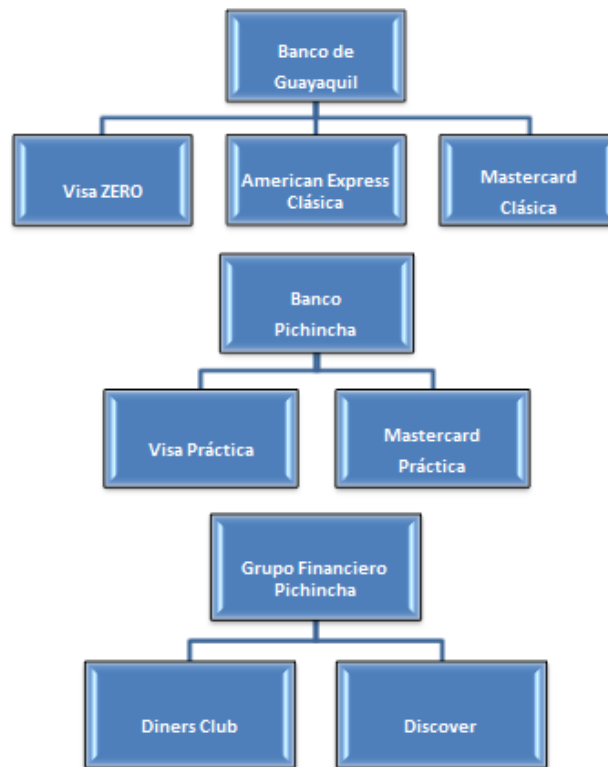 Banco de
Guayaquil
Visa ZERO
American Express
Clásica
Mastercard
Clásica
Banco
Pichincha
Visa Práctica
Mastercard
Práctica
Grupo Financiero
Pichincha
Diners Club
Discover